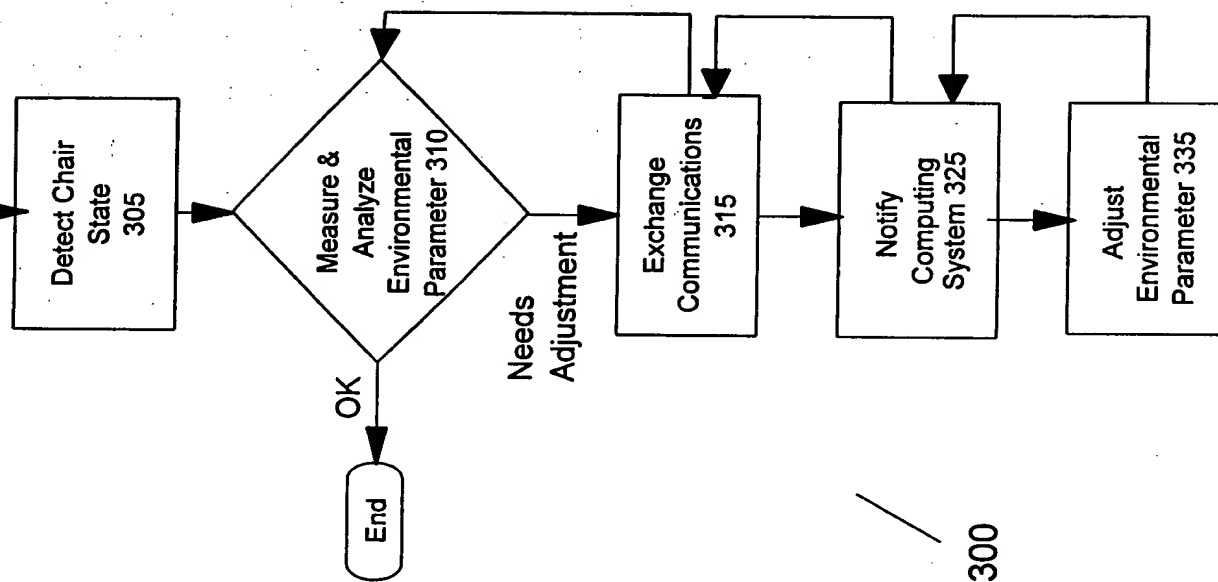 Detect Chair
State
305
Measure &
Analyze
Environmental
Parameter 310
OK
End
Needs
Adjustment
Exchange
Communications
315
Notify
Computing
System 325
Adjust
Environmental
Parameter 335
300